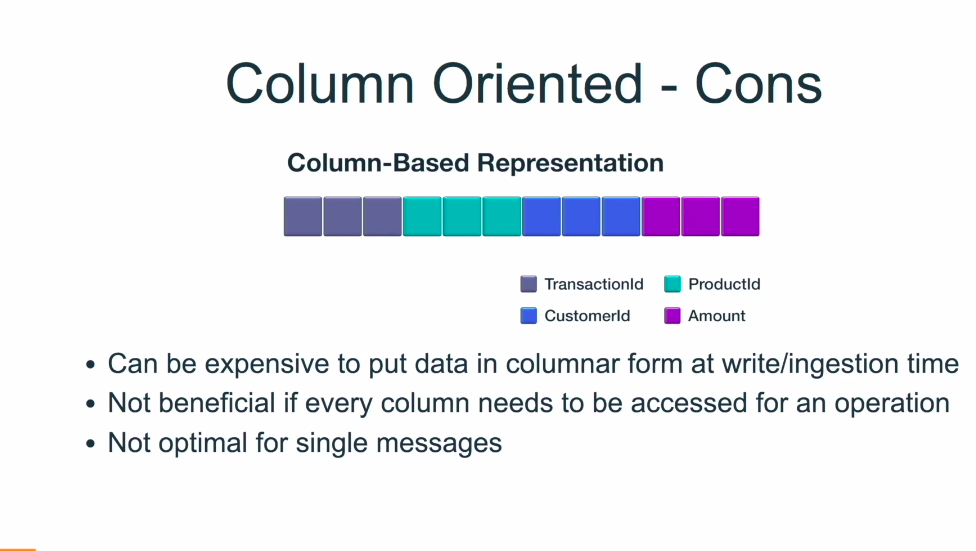 Column Oriented - Cons
Column-Based Representation
TransactionId ProductId
CustomerId Amount
• Can be expensive to put data in columnar form at write/ingestion time
• Not beneficial if every column needs to be accessed for an operation
• Not optimal for single messages